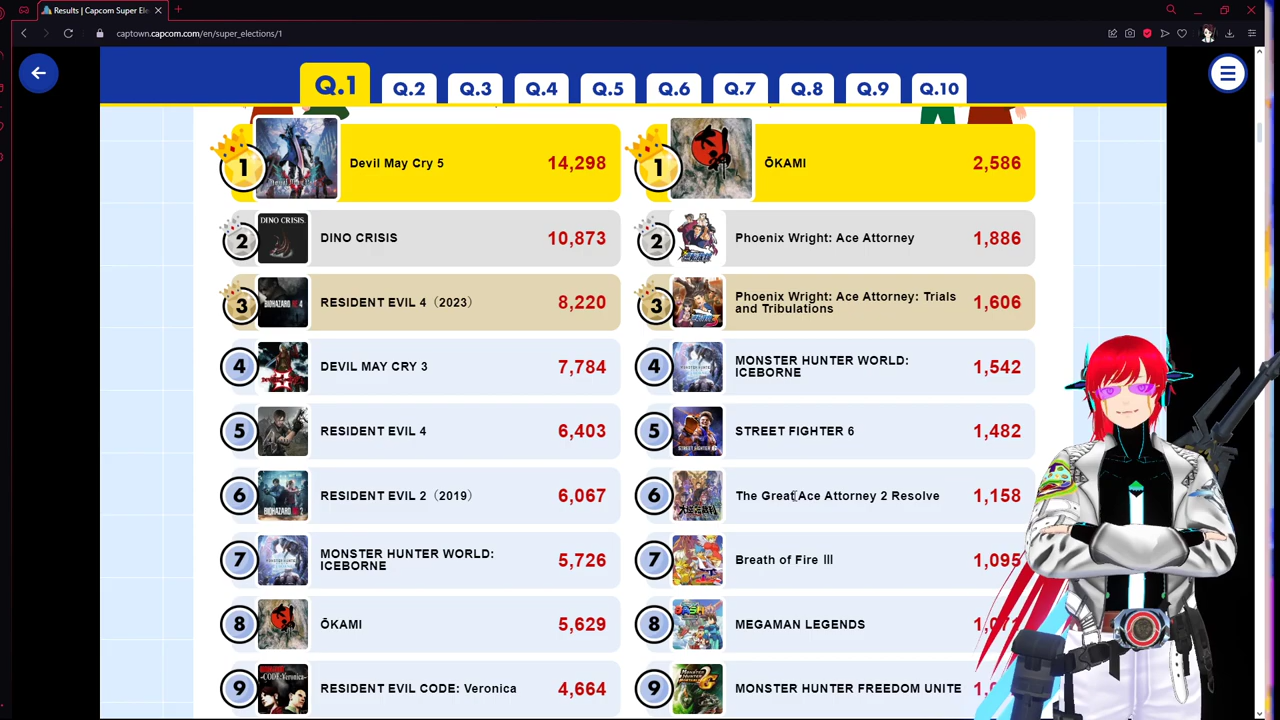 Results | Capcom Super Ele
captown.capcom.com/en/super_elections/1
Q.1 Q.2 Q.3 Q.4 Q.5 Q.6 Q.7 Q.8 Q.9 Q.10
1 Devil May Cry 5 14,298
2 DINO CRISIS 10,873
3 RESIDENT EVIL 4（2023） 8,220
4 DEVIL MAY CRY 3 7,784
5 RESIDENT EVIL 4 6,403
6 RESIDENT EVIL 2（2019） 6,067
7 MONSTER HUNTER WORLD:
ICEBORNE 5,726
8 ŌKAMI 5,629
9 RESIDENT EVIL CODE: Veronica 4,664
1 ŌKAMI 2,586
2 Phoenix Wright: Ace Attorney 1,886
3 Phoenix Wright: Ace Attorney: Trials
and Tribulations 1,606
4 MONSTER HUNTER WORLD:
ICEBORNE 1,542
5 STREET FIGHTER 6 1,482
6 The Great Ace Attorney 2 Resolve 1,158
7 Breath of Fire III 1,095
8 MEGAMAN LEGENDS
9 MONSTER HUNTER FREEDOM UNITE